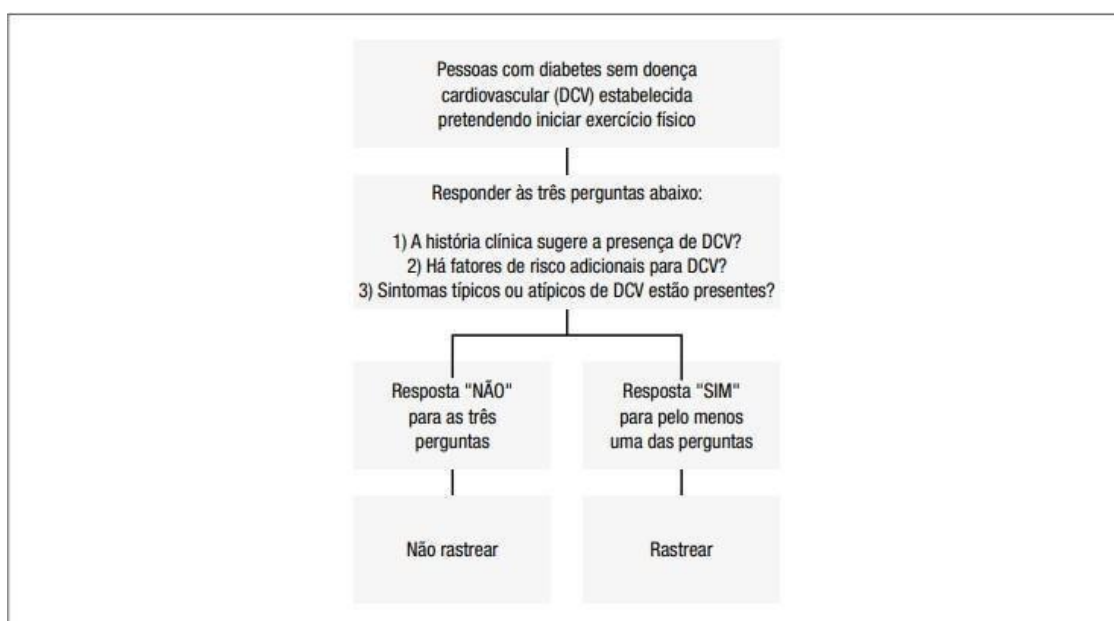 Pessoas com diabetes sem doença
cardiovascular (DCV) estabelecida
pretendendo iniciar exercício físico
Responder às três perguntas abaixo:
1) A história clínica sugere a presença de DCV?
2) Há fatores de risco adicionais para DCV?
3) Sintomas típicos ou atípicos de DCV estão presentes?
Resposta "NÃO"
para as três
perguntas
Resposta "SIM"
para pelo menos
uma das perguntas
Não rastrear
Rastrear